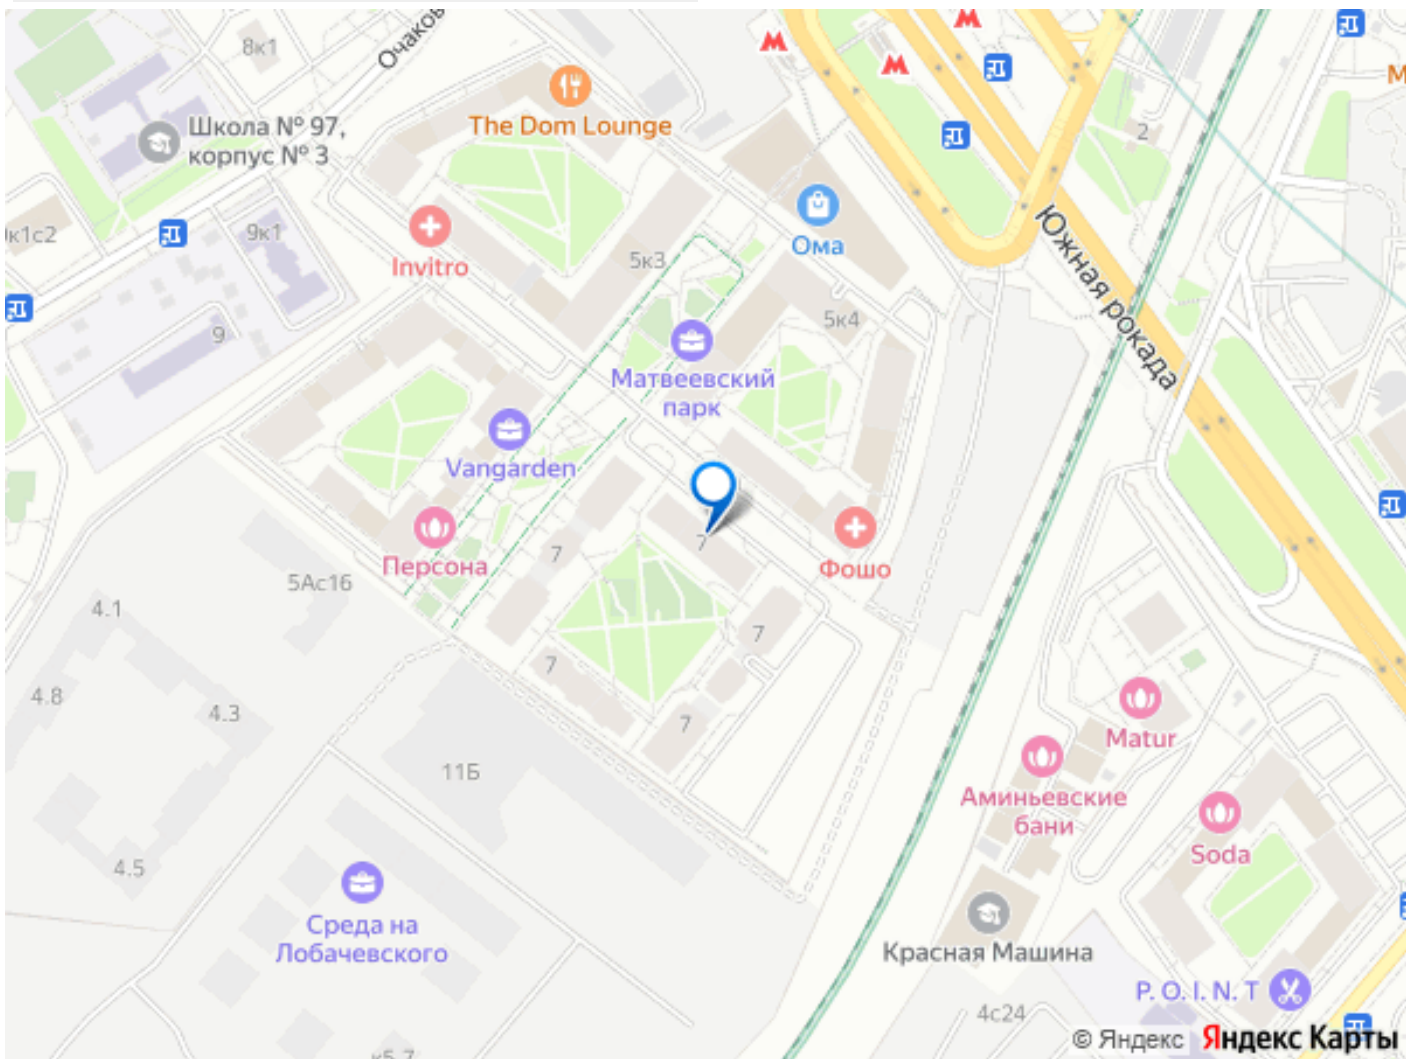 8к1
Очаков
The Dom Lounge
Школа № 97,
корпус № 3
к1с2
9к1
Invitro
5к3
Ома
Южная рокада
2
М
9
5к4
Матвеевский
парк
Vangarden
7
7
Персона
Фошо
5Ас16
4.1
7
7
4.8
4.3
7
11Б
Matur
Аминьевские
бани
Soda
4.5
Среда на
Лобачевского
Красная Машина
P. O. I. N. T
4с24
к5.7
© Яндекс Яндекс Карты